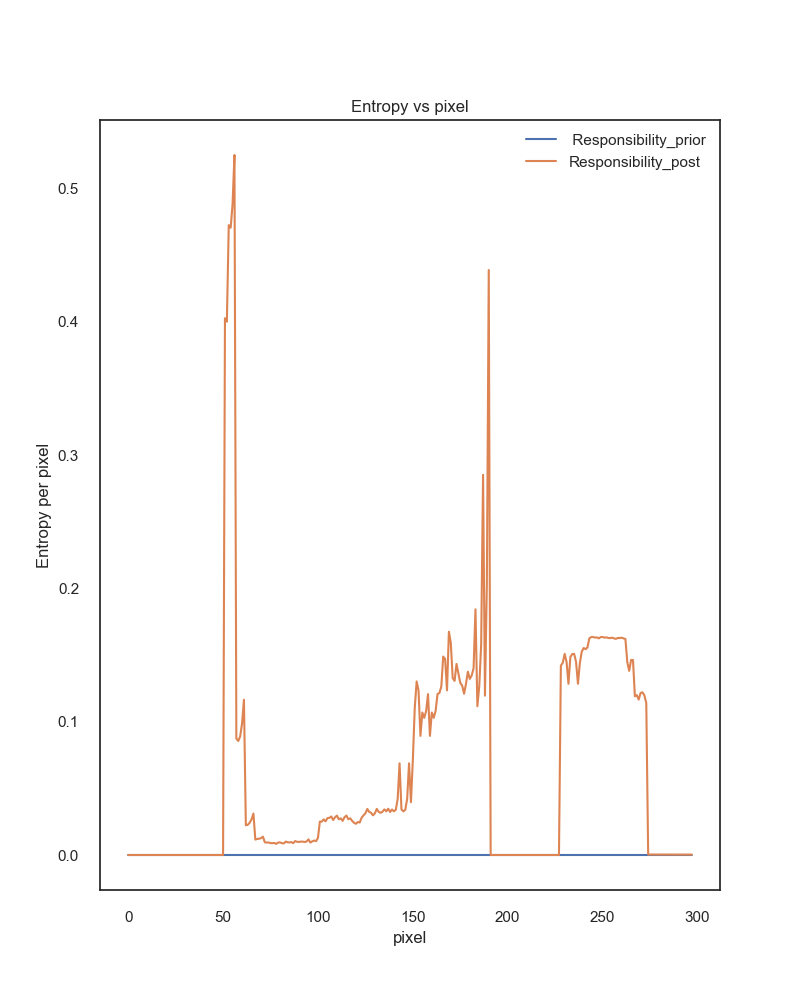 Entropy vs pixel
Responsibility_prior
Responsibility_post
Entropy per pixel
0.5
0.4
0.3
0.2
0.1
0.0
0 50 100 150 200 250 300
pixel